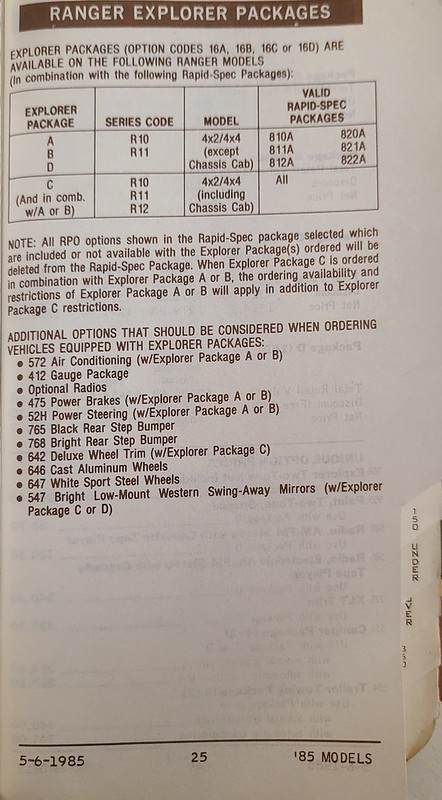 RANGER EXPLORER PACKAGES
EXPLORER PACKAGES (OPTION CODES 16A, 16B, 16C or 16D) ARE
AVAILABLE ON THE FOLLOWING RANGER MODELS
(In combination with the following Rapid-Spec Packages):
EXPLORER PACKAGE SERIES CODE MODEL VALID RAPID-SPEC PACKAGES
A R10 4x2/4x4 810A 820A
B R11 (except 811A 821A
D Chassis Cab) 812A 822A
C R10 4x2/4x4 All
(And in comb. R11 (including
w/A or B) R12 Chassis Cab)
NOTE: All RPO options shown in the Rapid-Spec package selected which
are included or not available with the Explorer Package(s) ordered will be
deleted from the Rapid-Spec Package. When Explorer Package C is ordered
in combination with Explorer Package A or B, the ordering availability and
restrictions of Explorer Package A or B will apply in addition to Explorer
Package C restrictions.
ADDITIONAL OPTIONS THAT SHOULD BE CONSIDERED WHEN ORDERING
VEHICLES EQUIPPED WITH EXPLORER PACKAGES:
● 572 Air Conditioning (w/Explorer Package A or B)
● 412 Gauge Package
● Optional Radios
● 475 Power Brakes (w/Explorer Package A or B)
● 52H Power Steering (w/Explorer Package A or B)
● 765 Black Rear Step Bumper
● 768 Bright Rear Step Bumper
● 642 Deluxe Wheel Trim (w/Explorer Package C)
● 646 Cast Aluminum Wheels
● 647 White Sport Steel Wheels
● 547 Bright Low-Mount Western Swing-Away Mirrors (w/Explorer
Package C or D)
150 UNDER
5-6-1985 25 '85 MODELS